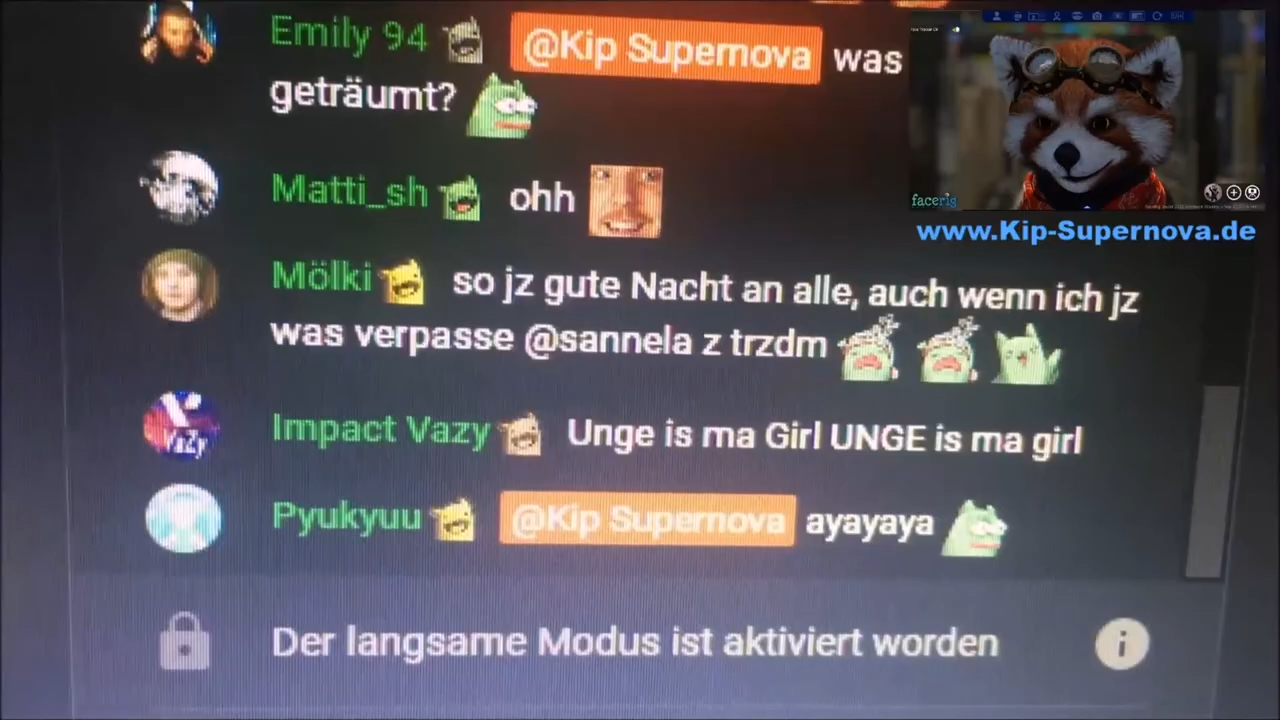 Emily 94 @Kip Supernova was
geträumt?
facerig
www.Kip-Supernova.de
Matti_sh ohh
Mölki so jz gute Nacht an alle, auch wenn ich jz
was verpasse @sannela z trzdm
VaZy
Impact Vazy Unge is ma Girl UNGE is ma girl
Pyukyuu @Kip Supernova ayayaya
Der langsame Modus ist aktiviert worden